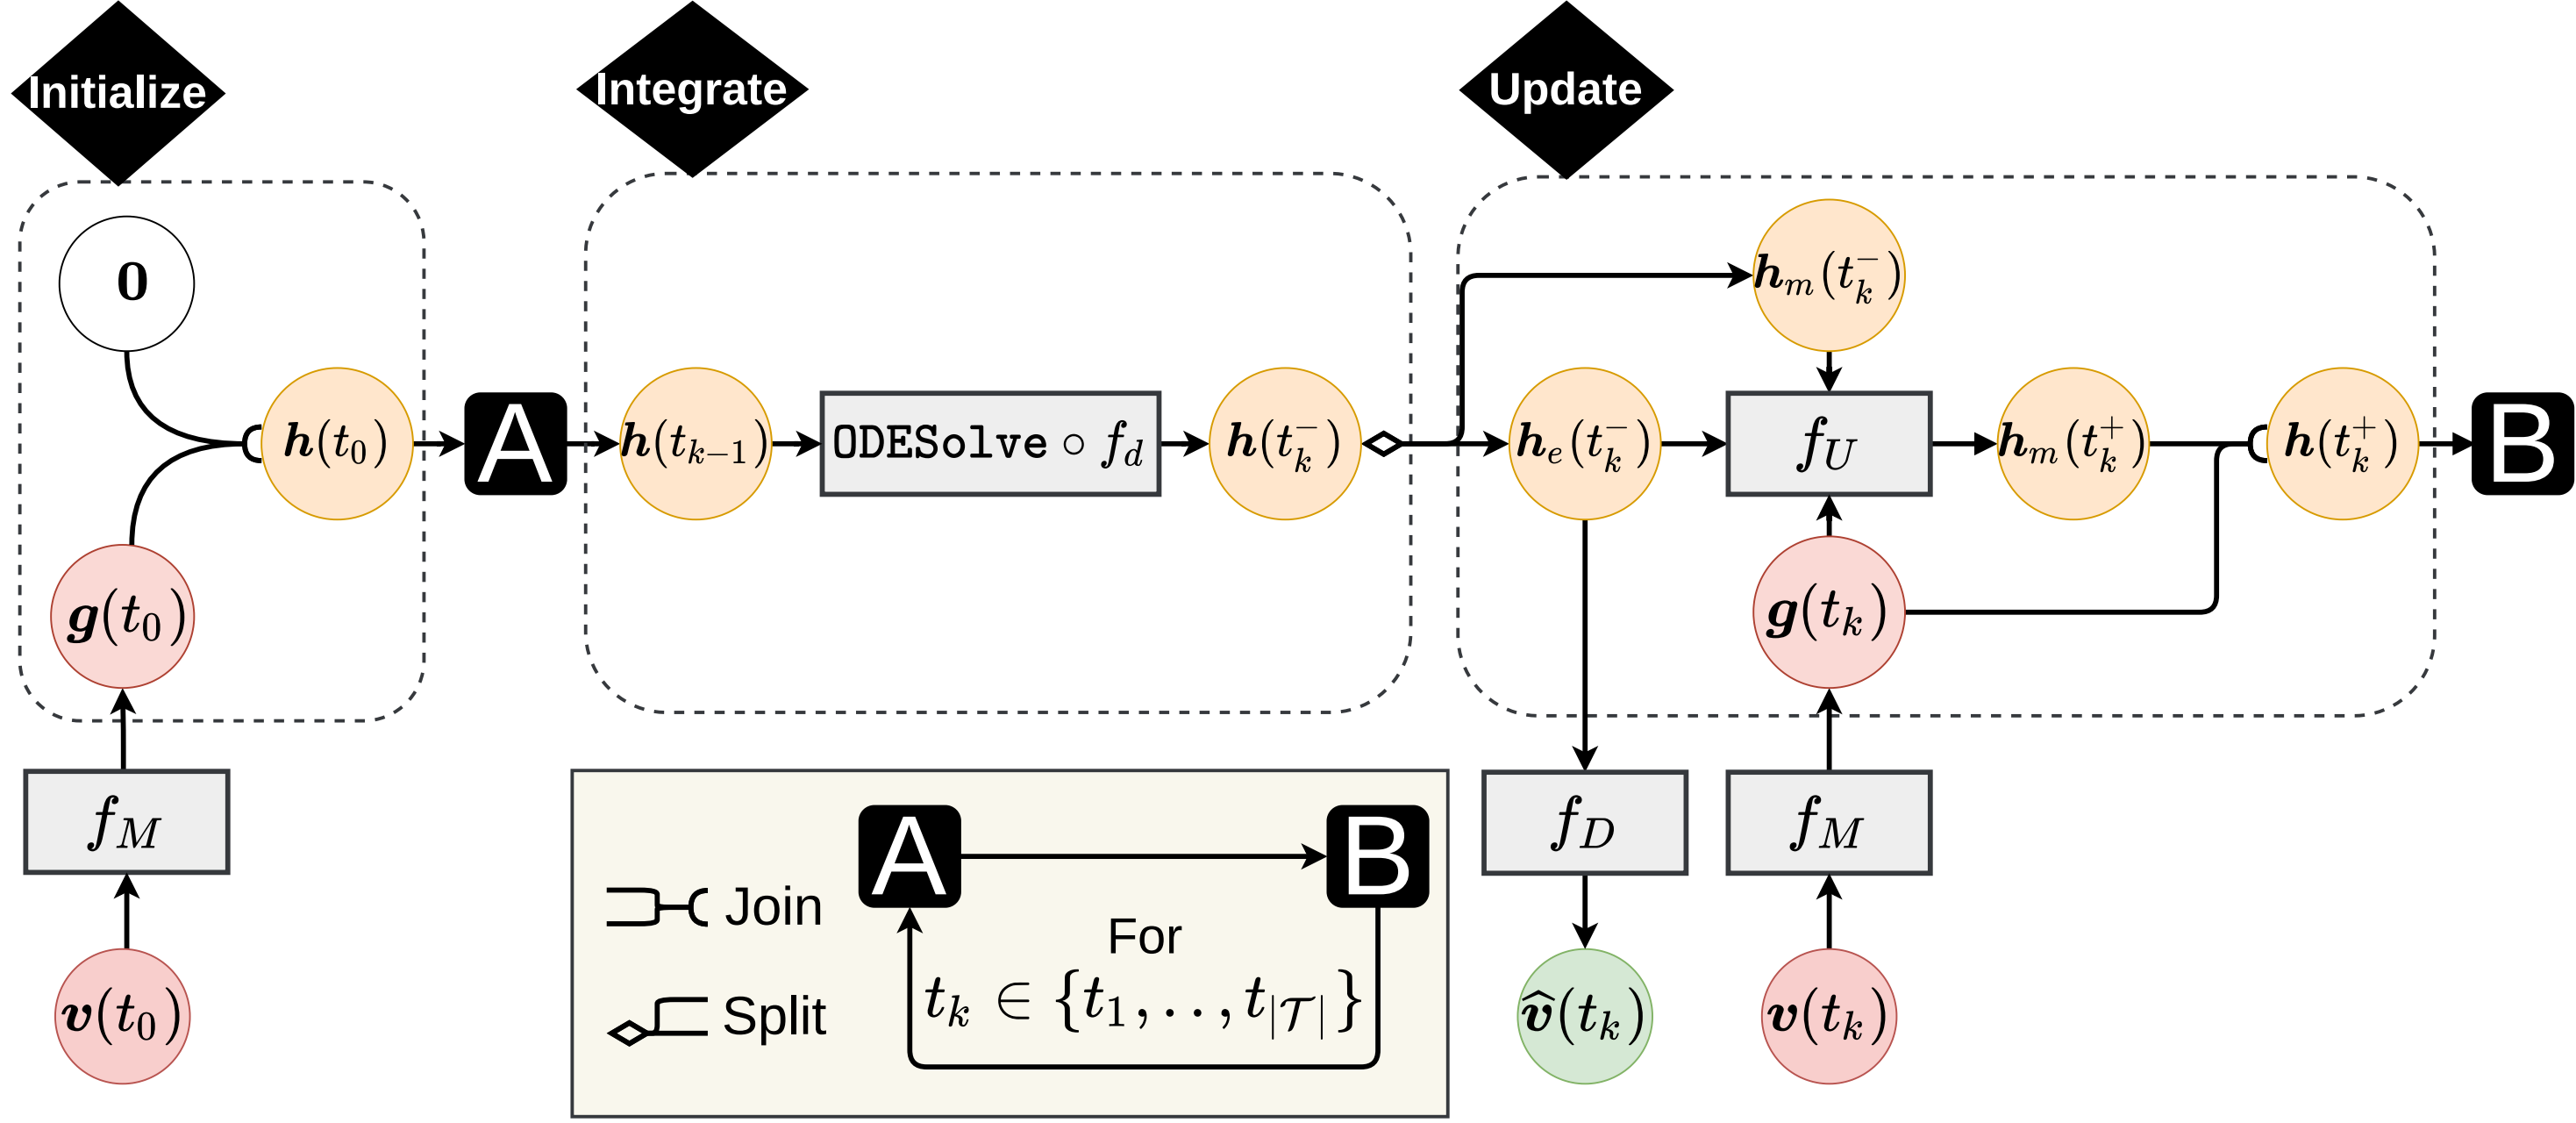 Initialize
Integrate
Update
0
h(t_0)
g(t_0)
f_M
v(t_0)
A
h(t_{k-1})
ODESolve ∘ f_d
h(t_k^-)
h_m(t_k^-)
h_e(t_k^-)
f_U
h_m(t_k^+)
h(t_k^+)
B
g(t_k)
f_D
f_M
v̂(t_k)
v(t_k)
Join
Split
A
B
For
t_k ∈ {t_1, . . , t_{|𝒯|}}